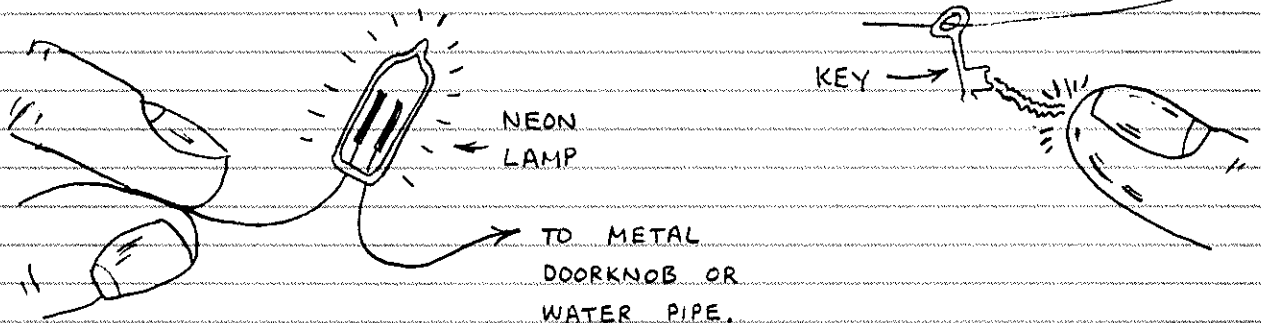 KEY
NEON
LAMP
TO METAL
DOORKNOB OR
WATER PIPE.